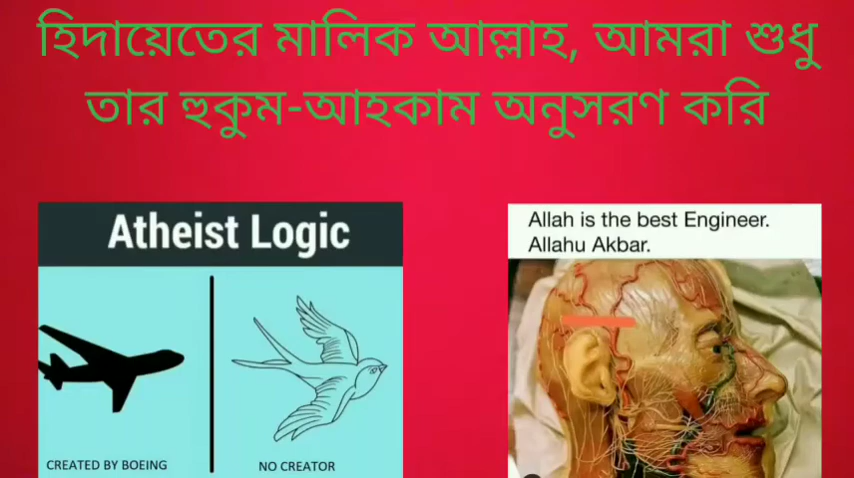 হিদায়েতের মালিক আল্লাহ, আমরা শুধু
তার হুকুম-আহকাম অনুসরণ করি
Atheist Logic
CREATED BY BOEING
NO CREATOR
Allah is the best Engineer.
Allahu Akbar.